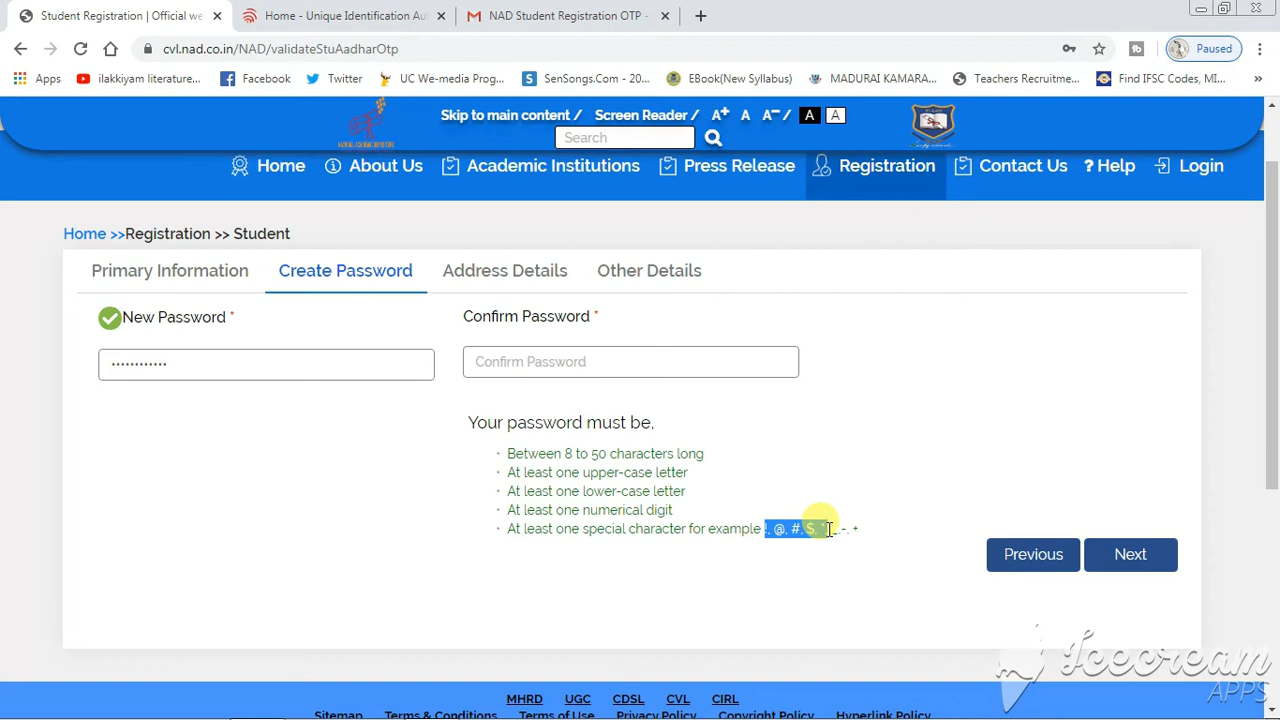 Student Registration | Official we
Home - Unique Identification Aut
NAD Student Registration OTP -
cvl.nad.co.in/NAD/validateStuAadharOtp
Paused
Apps
ilakkiyam literature...
Facebook
Twitter
UC We-media Prog...
SenSongs.Com - 20...
EBook(New Syllabus)
MADURAI KAMARA...
Teachers Recruitme...
Find IFSC Codes, MI...
»
Skip to main content /
Screen Reader /
A+
A
A− /
A
A
Search
Home
About Us
Academic Institutions
Press Release
Registration
Contact Us
? Help
Login
Home >>Registration >> Student
Primary Information
Create Password
Address Details
Other Details
New Password *
Confirm Password *
Confirm Password
Your password must be,
Between 8 to 50 characters long
At least one upper-case letter
At least one lower-case letter
At least one numerical digit
At least one special character for example !, @, #, $,
Previous
Next
MHRD
UGC
CDSL
CVL
CIRL
Sitemap
Terms & Conditions
Terms of Use
Privacy Policy
Copyright Policy
Hyperlink Policy
Icecream
APPS